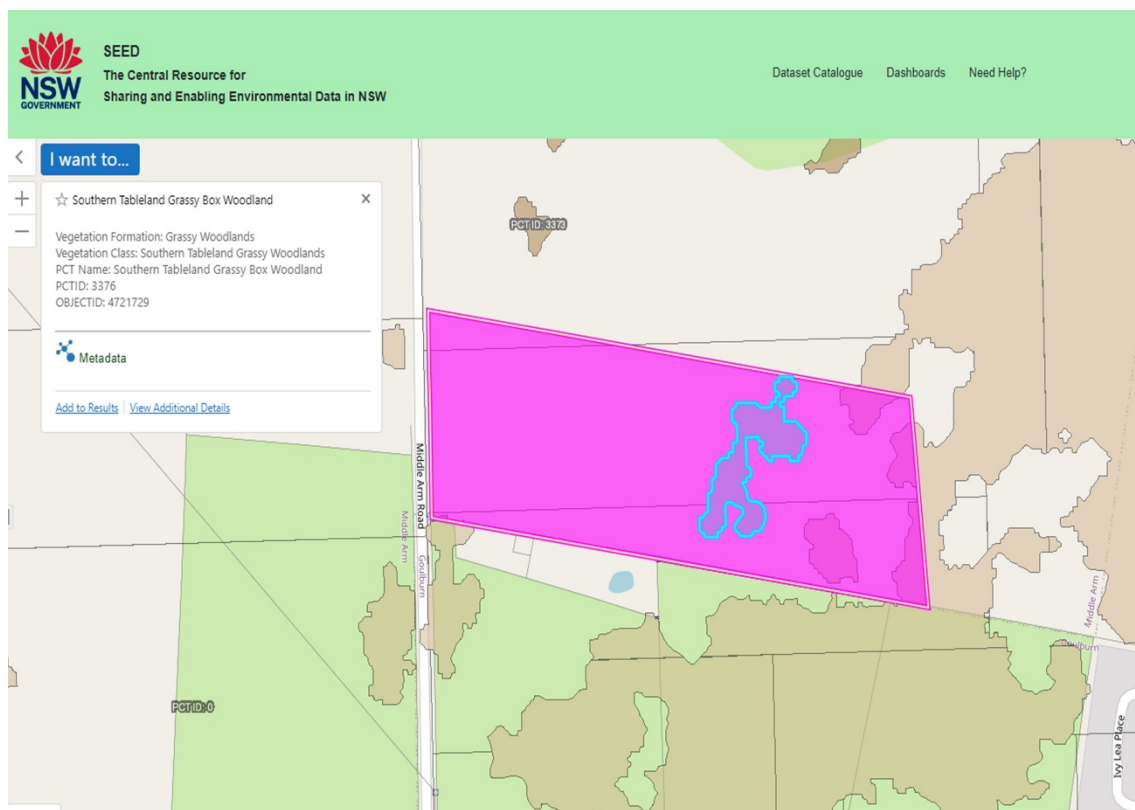 SEED
The Central Resource for
Sharing and Enabling Environmental Data in NSW
NSW
GOVERNMENT
Dataset Catalogue
Dashboards
Need Help?
I want to...
Southern Tableland Grassy Box Woodland
Vegetation Formation: Grassy Woodlands
Vegetation Class: Southern Tableland Grassy Woodlands
PCT Name: Southern Tableland Grassy Box Woodland
PCTID: 3376
OBJECTID: 4721729
Metadata
Add to Results
View Additional Details
PCT ID: 3373
Middle Arm Road
Middle Arm
Goulburn
PCT ID: 0
Middle Arm
Goulburn
Ivy Lea Place